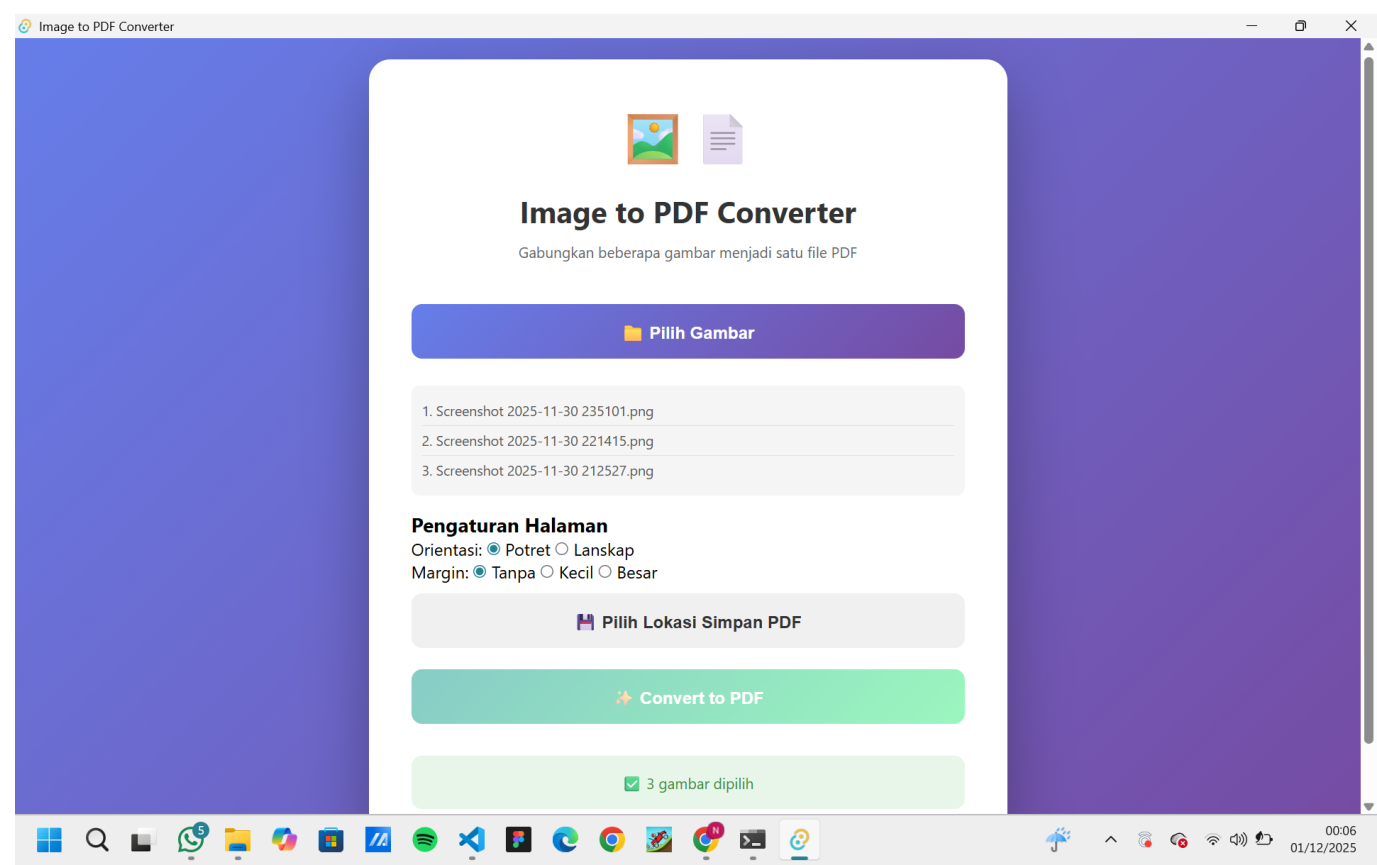 Image to PDF Converter
Image to PDF Converter
Gabungkan beberapa gambar menjadi satu file PDF
Pilih Gambar
1. Screenshot 2025-11-30 235101.png
2. Screenshot 2025-11-30 221415.png
3. Screenshot 2025-11-30 212527.png
Pengaturan Halaman
Orientasi: Potret Lanskap
Margin: Tanpa Kecil Besar
Pilih Lokasi Simpan PDF
Convert to PDF
3 gambar dipilih
5
N
00:06
01/12/2025